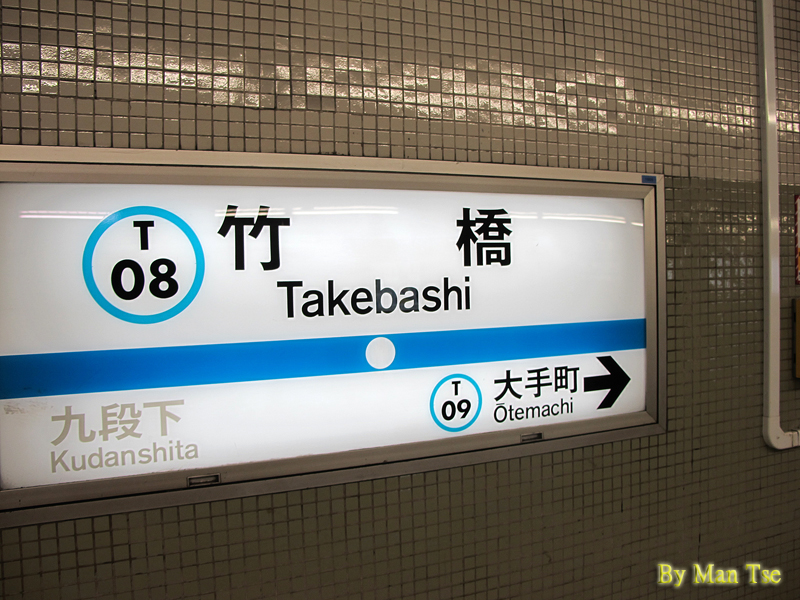 T
08
竹橋
Takebashi
九段下
Kudanshita
T
09
大手町
Ōtemachi
By Man Tse